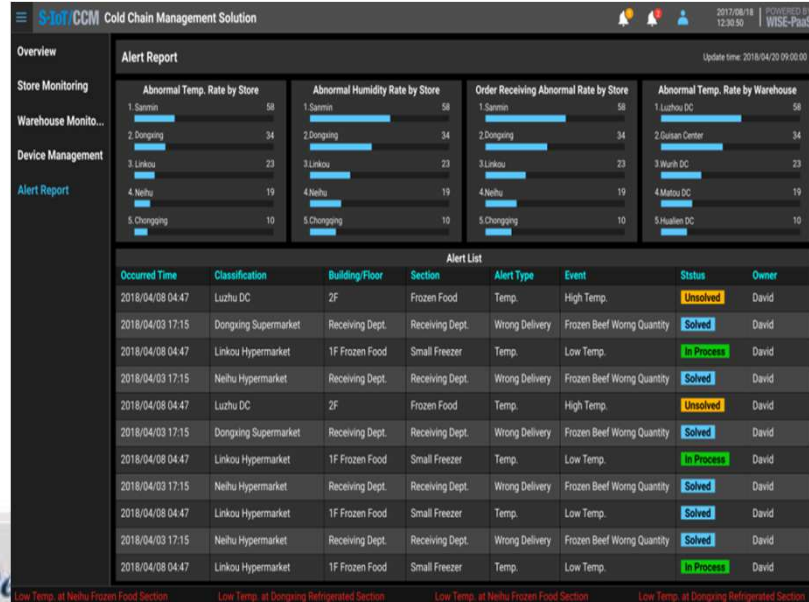 S-IoT/CCM Cold Chain Management Solution
2017/08/18
12:30:50
POWERED BY
WISE-PaaS
Overview
Store Monitoring
Warehouse Monito...
Device Management
Alert Report
Alert Report
Update time: 2018/04/20 09:00:00
Abnormal Temp. Rate by Store
1.Sanmin 58
2.Dongxing 34
3.Linkou 23
4.Neihu 19
5.Chongqing 10
Abnormal Humidity Rate by Store
1.Sanmin 58
2.Dongxing 34
3.Linkou 23
4.Neihu 19
5.Chongqing 10
Order Receiving Abnormal Rate by Store
1.Sanmin 58
2.Dongxing 34
3.Linkou 23
4.Neihu 19
5.Chongqing 10
Abnormal Temp. Rate by Warehouse
1.Luzhou DC 58
2.Guisan Center 34
3.Wurih DC 23
4.Matou DC 19
5.Hualien DC 10
Alert List
Occurred Time Classification Building/Floor Section Alert Type Event Ststus Owner
2018/04/08 04:47 Luzhu DC 2F Frozen Food Temp. High Temp. Unsolved David
2018/04/03 17:15 Dongxing Supermarket Receiving Dept. Receiving Dept. Wrong Delivery Frozen Beef Worng Quantity Solved David
2018/04/08 04:47 Linkou Hypermarket 1F Frozen Food Small Freezer Temp. Low Temp. In Process David
2018/04/03 17:15 Neihu Hypermarket Receiving Dept. Receiving Dept. Wrong Delivery Frozen Beef Worng Quantity Solved David
2018/04/08 04:47 Luzhu DC 2F Frozen Food Temp. High Temp. Unsolved David
2018/04/03 17:15 Dongxing Supermarket Receiving Dept. Receiving Dept. Wrong Delivery Frozen Beef Worng Quantity Solved David
2018/04/08 04:47 Linkou Hypermarket 1F Frozen Food Small Freezer Temp. Low Temp. In Process David
2018/04/03 17:15 Neihu Hypermarket Receiving Dept. Receiving Dept. Wrong Delivery Frozen Beef Worng Quantity Solved David
2018/04/08 04:47 Linkou Hypermarket 1F Frozen Food Small Freezer Temp. Low Temp. Solved David
2018/04/03 17:15 Neihu Hypermarket Receiving Dept. Receiving Dept. Wrong Delivery Frozen Beef Worng Quantity Solved David
2018/04/08 04:47 Linkou Hypermarket 1F Frozen Food Small Freezer Temp. Low Temp. In Process David
Low Temp. at Neihu Frozen Food Section Low Temp. at Dongxing Refrigerated Section Low Temp. at Neihu Frozen Food Section Low Temp. at Dongxing Refrigerated Section